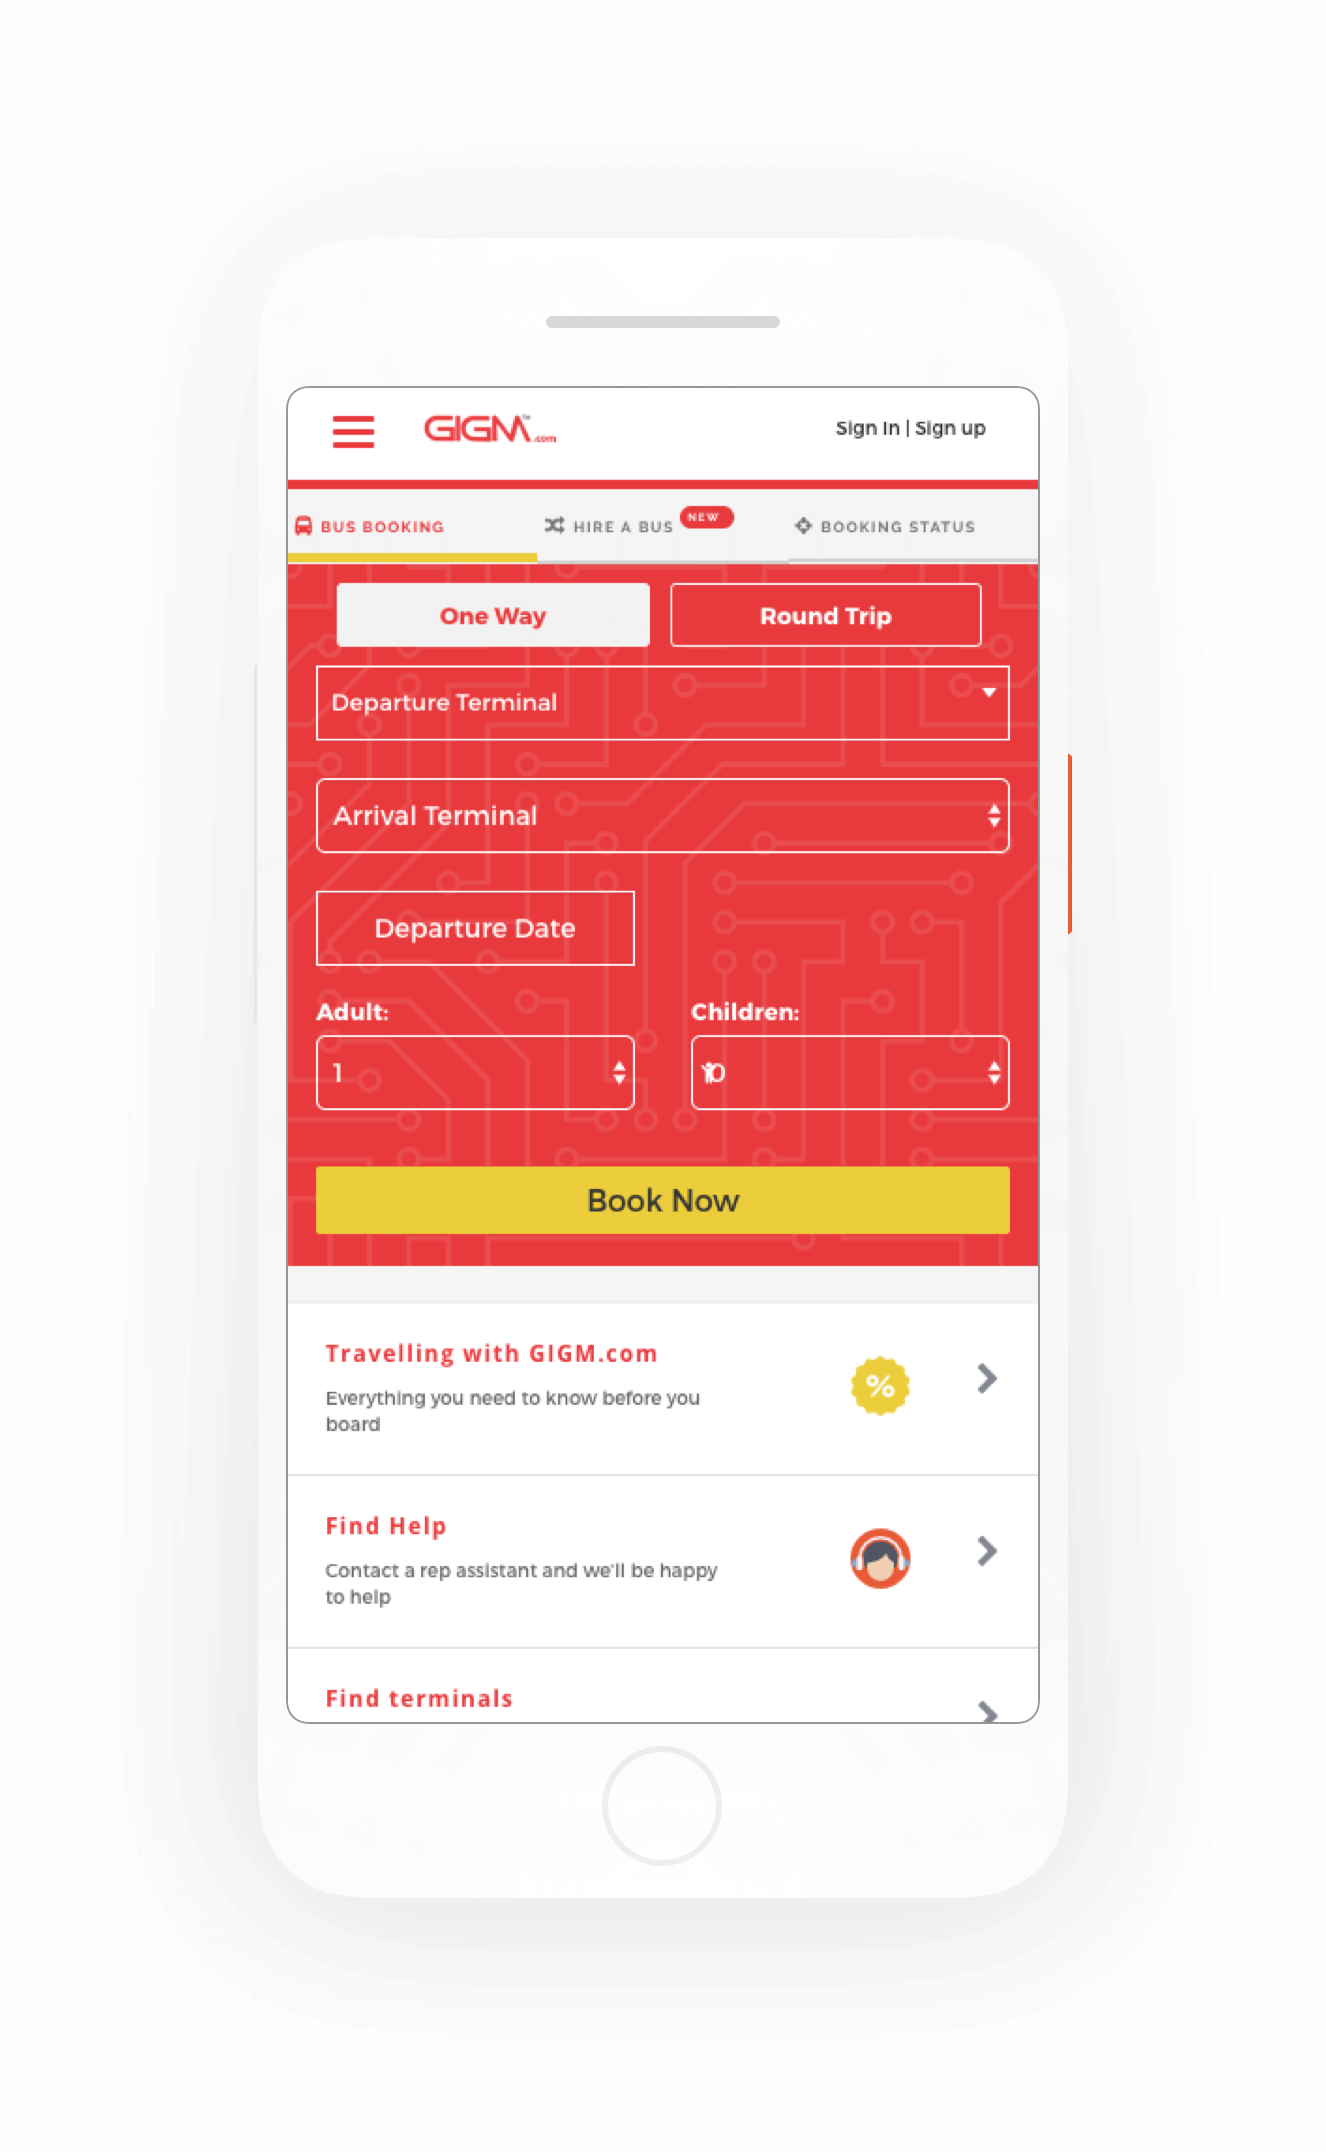 GIGM.com™
Sign In | Sign up
BUS BOOKING
HIRE A BUS
NEW
BOOKING STATUS
One Way
Round Trip
Departure Terminal
Arrival Terminal
Departure Date
Adult:
Children:
1
0
Book Now
Travelling with GIGM.com
Everything you need to know before you
board
%
Find Help
Contact a rep assistant and we'll be happy
to help
Find terminals